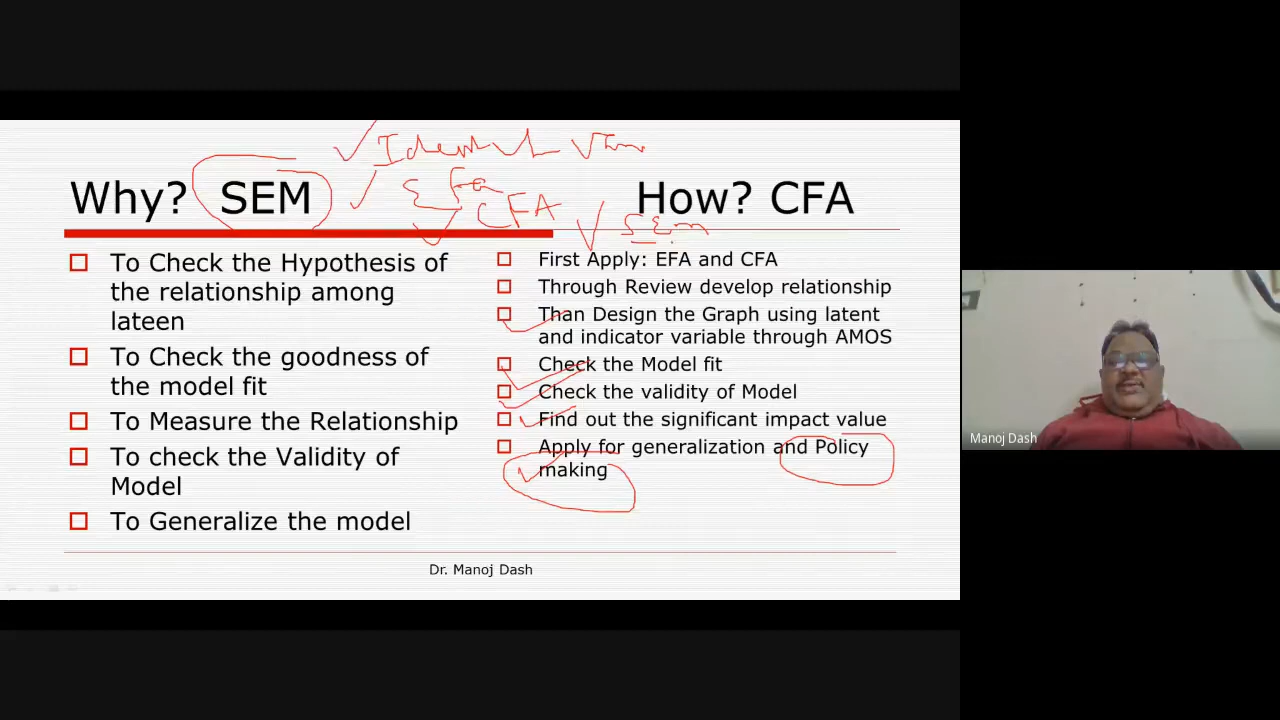 Why? SEM
How? CFA
EFA
CFA
SEM
To Check the Hypothesis of
the relationship among
lateen
To Check the goodness of
the model fit
To Measure the Relationship
To check the Validity of
Model
To Generalize the model
First Apply: EFA and CFA
Through Review develop relationship
Than Design the Graph using latent
and indicator variable through AMOS
Check the Model fit
Check the validity of Model
Find out the significant impact value
Apply for generalization and Policy
making
Dr. Manoj Dash
Manoj Dash